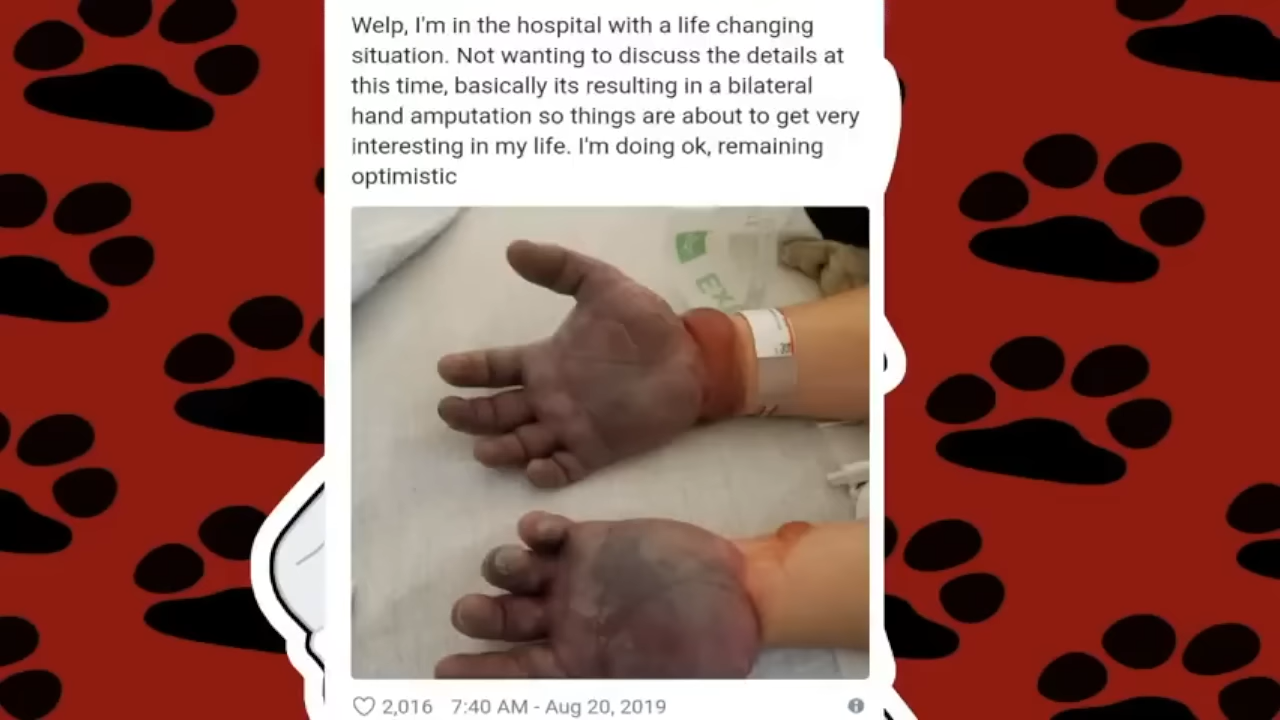 Welp, I'm in the hospital with a life changing
situation. Not wanting to discuss the details at
this time, basically its resulting in a bilateral
hand amputation so things are about to get very
interesting in my life. I'm doing ok, remaining
optimistic
EX
2,016 7:40 AM - Aug 20, 2019